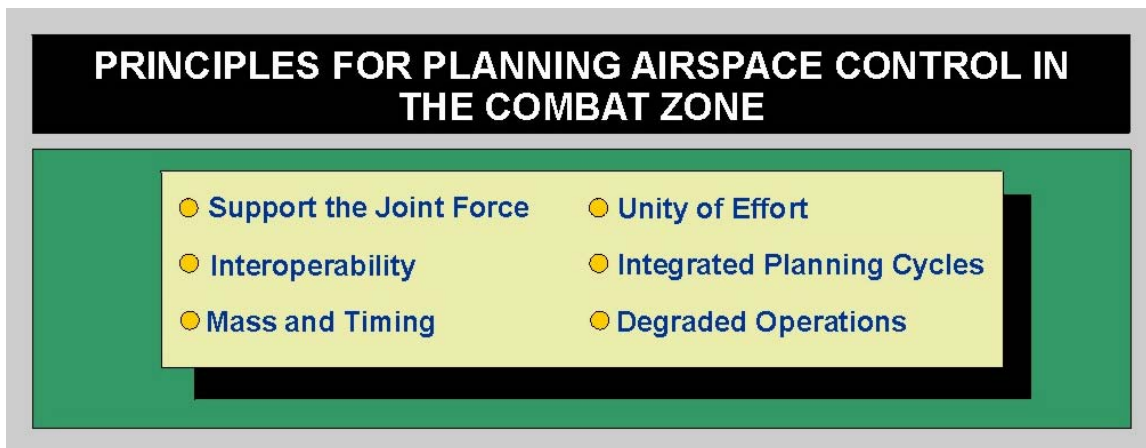 PRINCIPLES FOR PLANNING AIRSPACE CONTROL IN
THE COMBAT ZONE
Support the Joint Force
Interoperability
Mass and Timing
Unity of Effort
Integrated Planning Cycles
Degraded Operations